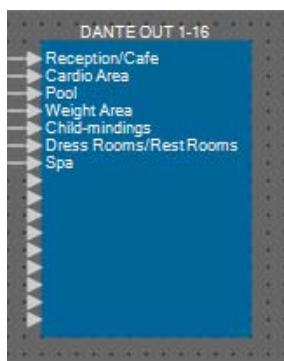 DANTE OUT 1-16
Reception/Cafe
Cardio Area
Pool
Weight Area
Child-mindings
Dress Rooms/Rest Rooms
Spa